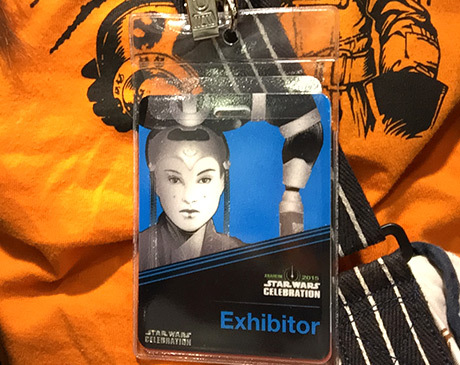 ANAHEIM 2015
STAR WARS
CELEBRATION
Exhibitor
STAR WARS
CELEBRATION